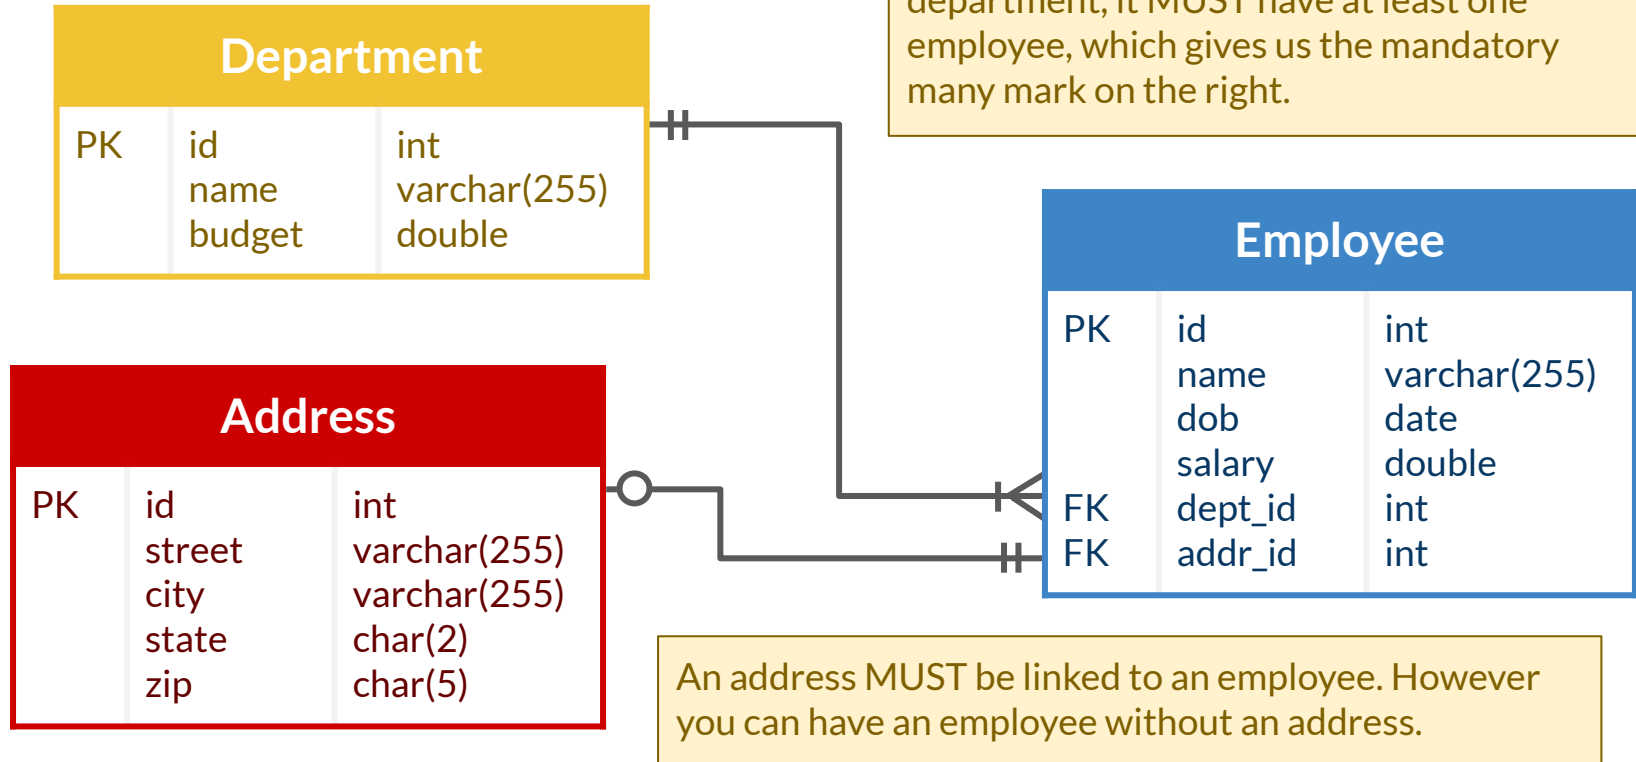 department, it MUST have at least one
employee, which gives us the mandatory
many mark on the right.
Department
PK id int
name varchar(255)
budget double
Employee
PK id int
name varchar(255)
dob date
salary double
FK dept_id int
FK addr_id int
Address
PK id int
street varchar(255)
city varchar(255)
state char(2)
zip char(5)
An address MUST be linked to an employee. However
you can have an employee without an address.